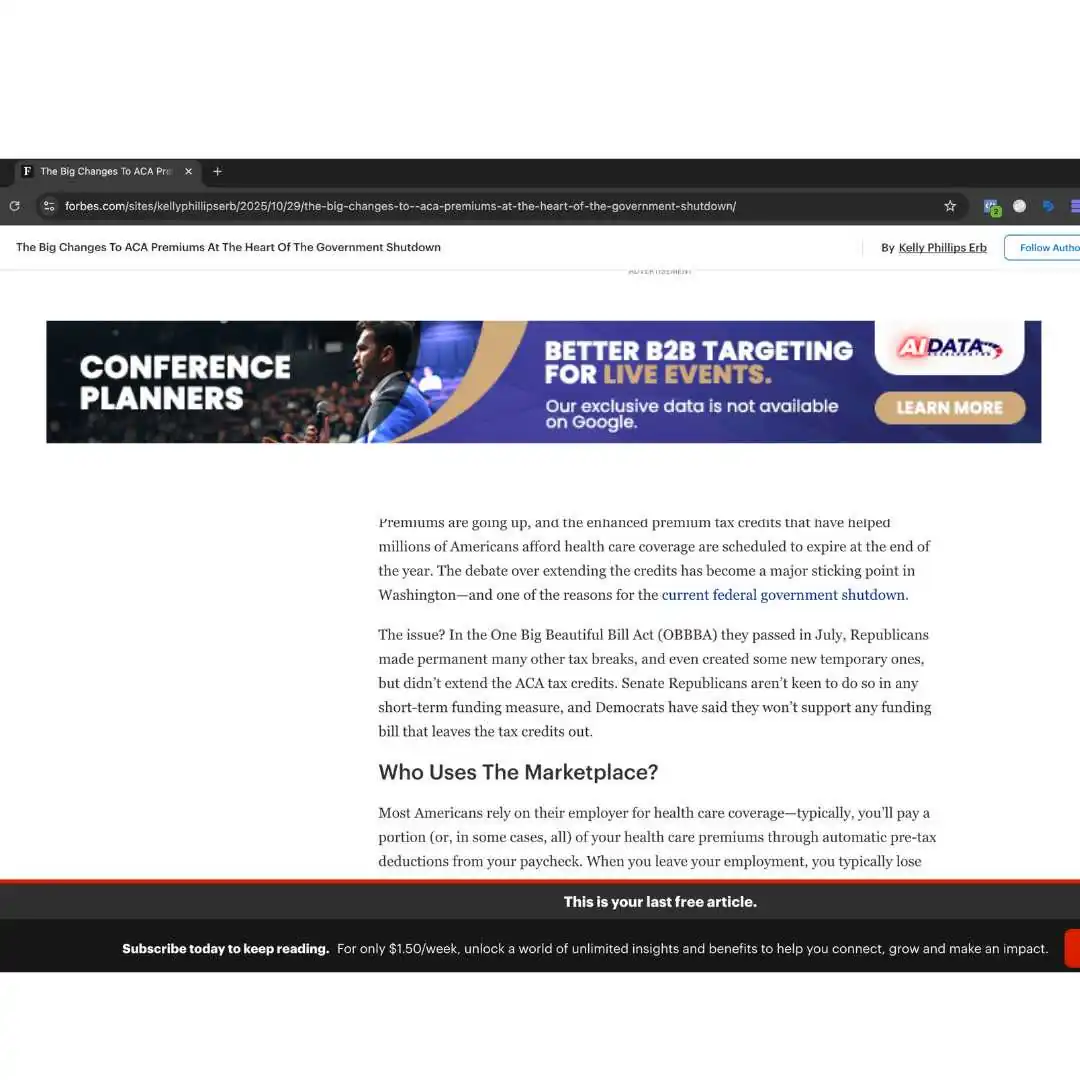 The Big Changes To ACA Pre
forbes.com/sites/kellyphillipserb/2025/10/29/the-big-changes-to--aca-premiums-at-the-heart-of-the-government-shutdown/
2
The Big Changes To ACA Premiums At The Heart Of The Government Shutdown
By Kelly Phillips Erb
Follow Autho
ADVERTISEMENT
CONFERENCE
PLANNERS
BETTER B2B TARGETING
FOR LIVE EVENTS.
Our exclusive data is not available
on Google.
AI DATA
LEARN MORE
Premiums are going up, and the enhanced premium tax credits that have helped
millions of Americans afford health care coverage are scheduled to expire at the end of
the year. The debate over extending the credits has become a major sticking point in
Washington—and one of the reasons for the current federal government shutdown.
The issue? In the One Big Beautiful Bill Act (OBBBA) they passed in July, Republicans
made permanent many other tax breaks, and even created some new temporary ones,
but didn’t extend the ACA tax credits. Senate Republicans aren’t keen to do so in any
short-term funding measure, and Democrats have said they won’t support any funding
bill that leaves the tax credits out.
Who Uses The Marketplace?
Most Americans rely on their employer for health care coverage—typically, you’ll pay a
portion (or, in some cases, all) of your health care premiums through automatic pre-tax
deductions from your paycheck. When you leave your employment, you typically lose
This is your last free article.
Subscribe today to keep reading. For only $1.50/week, unlock a world of unlimited insights and benefits to help you connect, grow and make an impact.